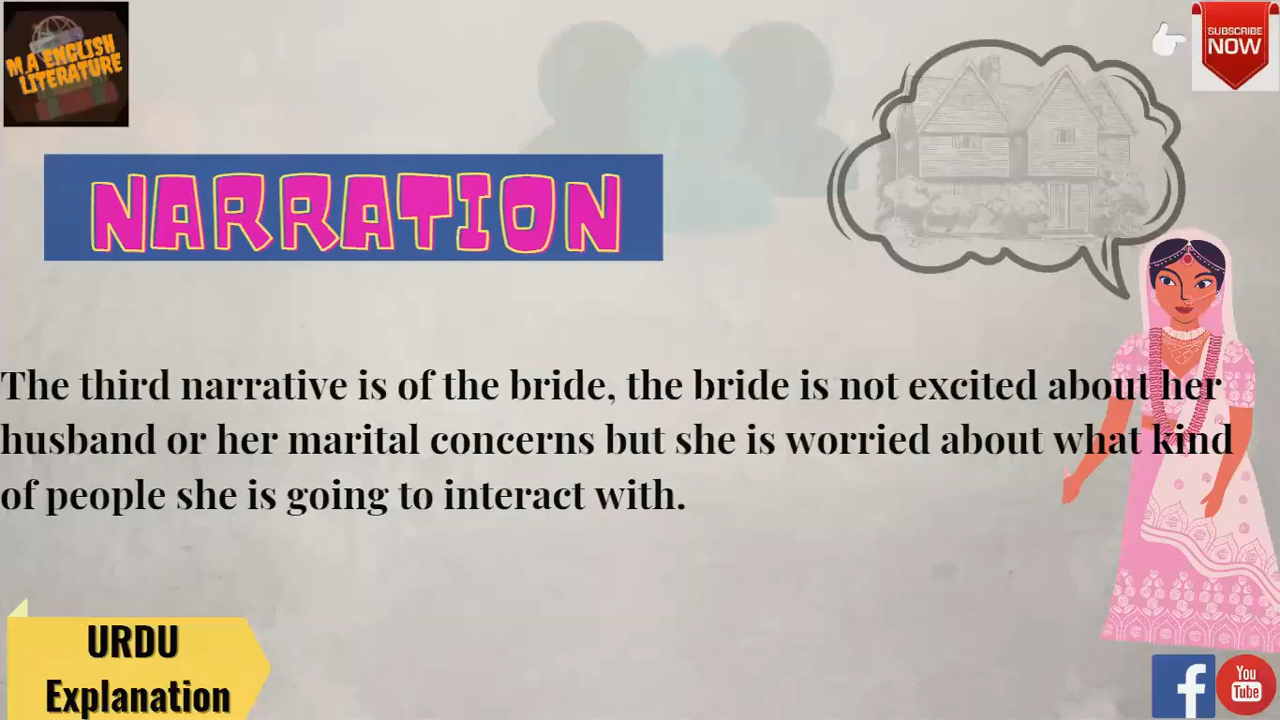 M.A ENGLISH
LITERATURE
SUBSCRIBE
NOW
NARRATION
The third narrative is of the bride, the bride is not excited about her
husband or her marital concerns but she is worried about what kind
of people she is going to interact with.
URDU
Explanation
f
You
Tube